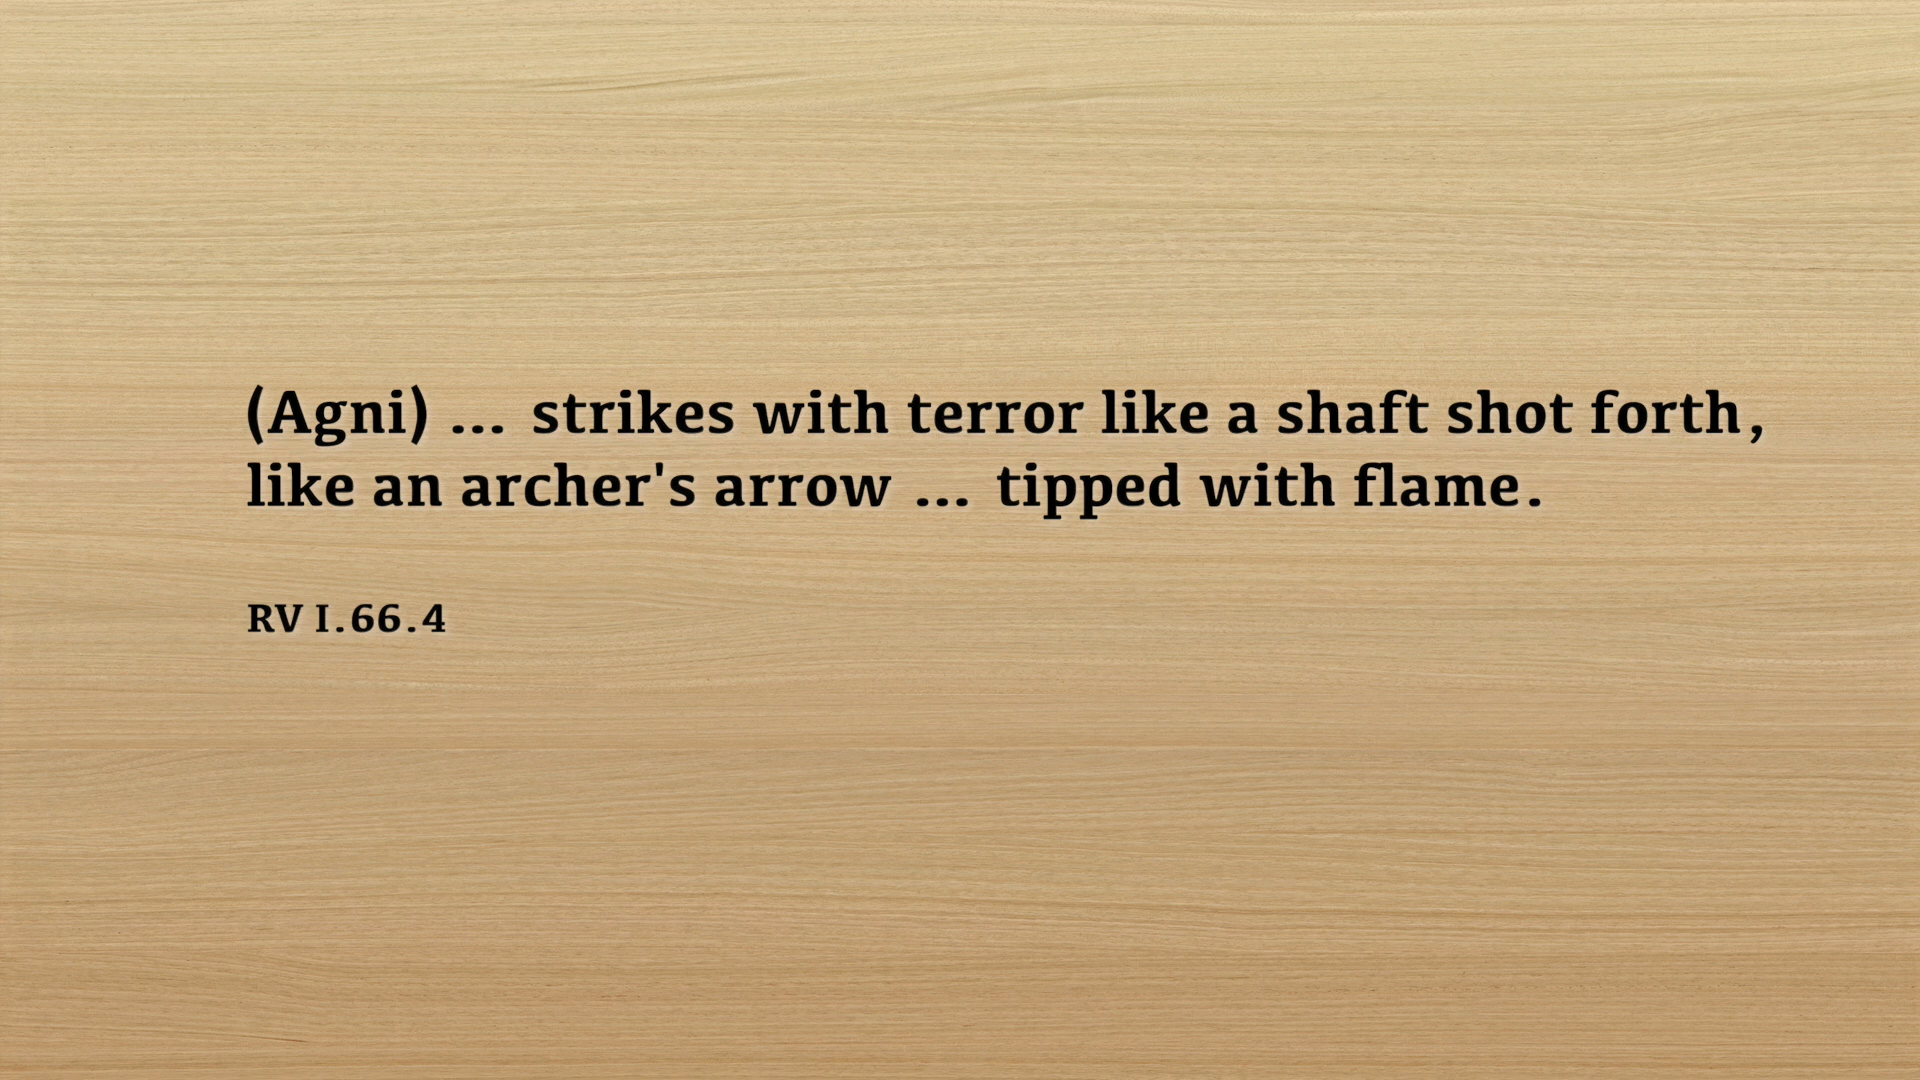 (Agni) ... strikes with terror like a shaft shot forth,
like an archer's arrow ... tipped with flame.
RV I.66.4